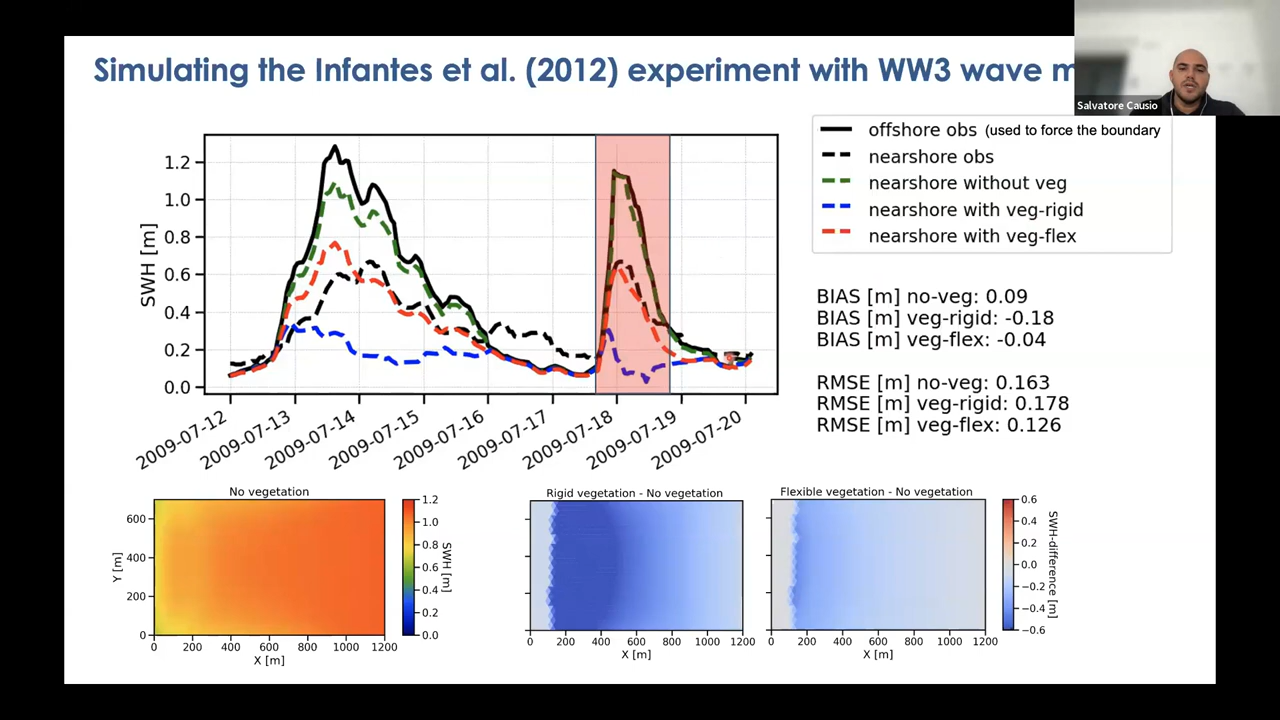 Simulating the Infantes et al. (2012) experiment with WW3 wave m
Salvatore Causio
offshore obs (used to force the boundary
nearshore obs
nearshore without veg
nearshore with veg-rigid
nearshore with veg-flex
SWH [m]
1.2
1.0
0.8
0.6
0.4
0.2
0.0
2009-07-12
2009-07-13
2009-07-14
2009-07-15
2009-07-16
2009-07-17
2009-07-18
2009-07-19
2009-07-20
BIAS [m] no-veg: 0.09
BIAS [m] veg-rigid: -0.18
BIAS [m] veg-flex: -0.04
RMSE [m] no-veg: 0.163
RMSE [m] veg-rigid: 0.178
RMSE [m] veg-flex: 0.126
No vegetation
Y [m]
600
400
200
0
0 200 400 600 800 1000 1200
X [m]
1.2
1.0
0.8
0.6
0.4
0.2
0.0
SWH [m]
Rigid vegetation - No vegetation
0 200 400 600 800 1000 1200
X [m]
Flexible vegetation - No vegetation
0 200 400 600 800 1000 1200
X [m]
0.6
0.4
0.2
0.0
−0.2
−0.4
−0.6
SWH-difference [m]